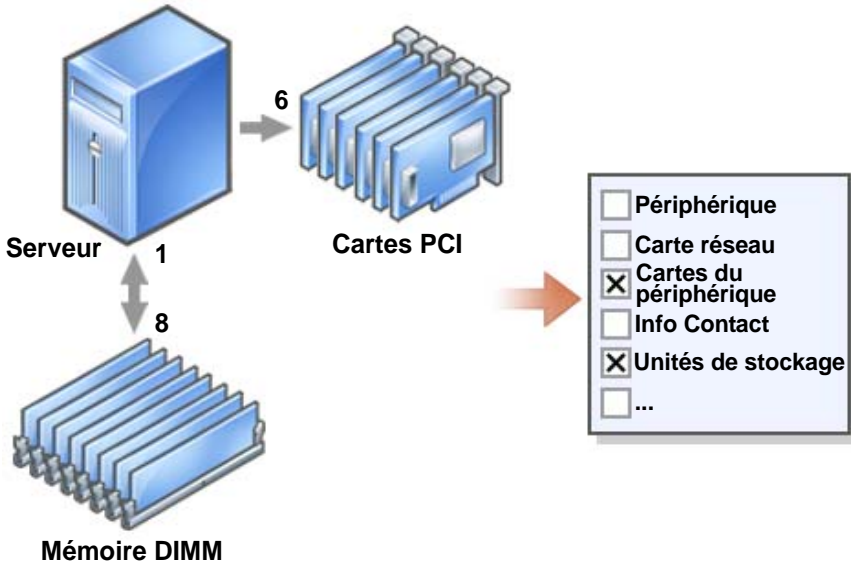 6
Serveur
1
Cartes PCI
8
Mémoire DIMM
Périphérique
Carte réseau
Cartes du
périphérique
Info Contact
Unités de stockage
...